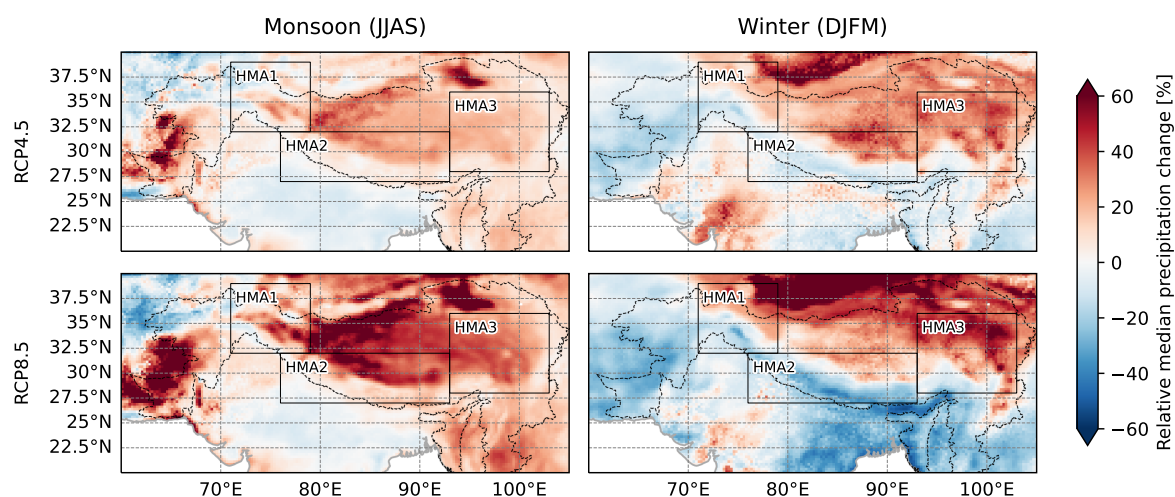 Monsoon (JJAS)
Winter (DJFM)
RCP4.5
37.5°N
35°N
32.5°N
30°N
27.5°N
25°N
22.5°N
HMA1
HMA2
HMA3
HMA1
HMA2
HMA3
RCP8.5
37.5°N
35°N
32.5°N
30°N
27.5°N
25°N
22.5°N
HMA1
HMA2
HMA3
HMA1
HMA2
HMA3
70°E 80°E 90°E 100°E
70°E 80°E 90°E 100°E
60
40
20
0
−20
−40
−60
Relative median precipitation change [%]